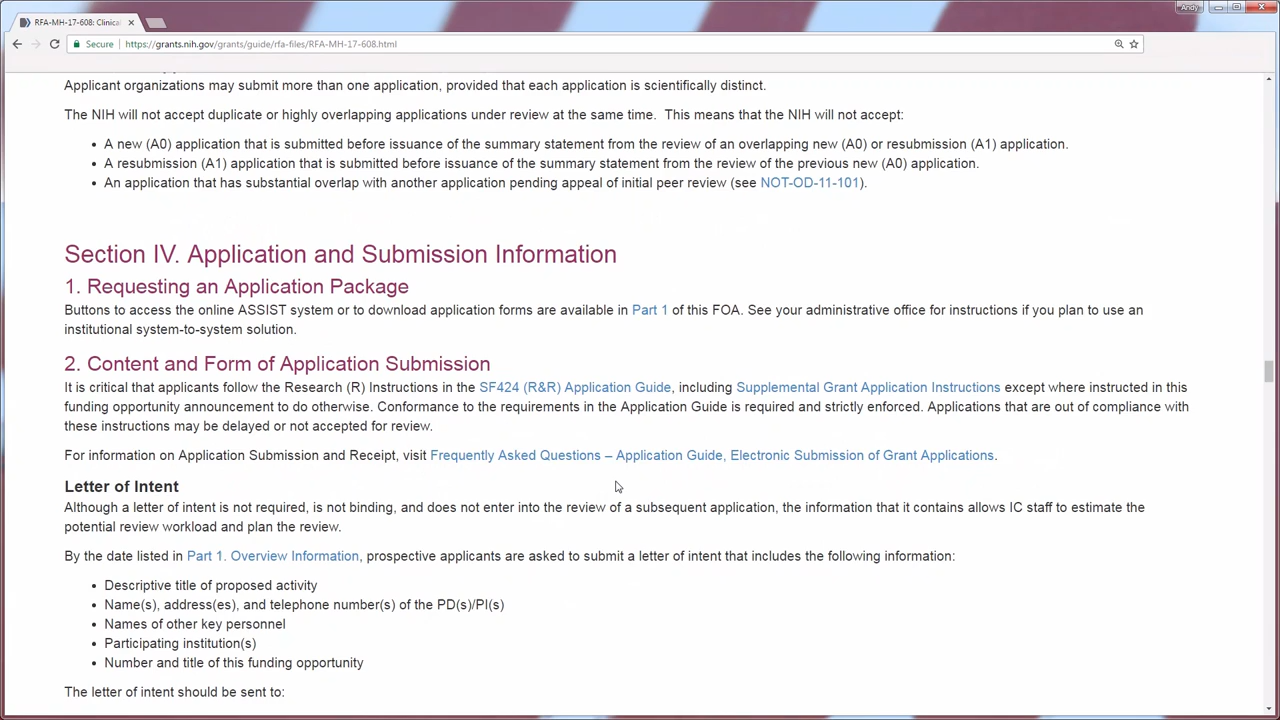 Andy
RFA-MH-17-608: Clinical
Secure https://grants.nih.gov/grants/guide/rfa-files/RFA-MH-17-608.html
Applicant organizations may submit more than one application, provided that each application is scientifically distinct.
The NIH will not accept duplicate or highly overlapping applications under review at the same time. This means that the NIH will not accept:
• A new (A0) application that is submitted before issuance of the summary statement from the review of an overlapping new (A0) or resubmission (A1) application.
• A resubmission (A1) application that is submitted before issuance of the summary statement from the review of the previous new (A0) application.
• An application that has substantial overlap with another application pending appeal of initial peer review (see NOT-OD-11-101).
Section IV. Application and Submission Information
1. Requesting an Application Package
Buttons to access the online ASSIST system or to download application forms are available in Part 1 of this FOA. See your administrative office for instructions if you plan to use an
institutional system-to-system solution.
2. Content and Form of Application Submission
It is critical that applicants follow the Research (R) Instructions in the SF424 (R&R) Application Guide, including Supplemental Grant Application Instructions except where instructed in this
funding opportunity announcement to do otherwise. Conformance to the requirements in the Application Guide is required and strictly enforced. Applications that are out of compliance with
these instructions may be delayed or not accepted for review.
For information on Application Submission and Receipt, visit Frequently Asked Questions – Application Guide, Electronic Submission of Grant Applications.
Letter of Intent
Although a letter of intent is not required, is not binding, and does not enter into the review of a subsequent application, the information that it contains allows IC staff to estimate the
potential review workload and plan the review.
By the date listed in Part 1. Overview Information, prospective applicants are asked to submit a letter of intent that includes the following information:
• Descriptive title of proposed activity
• Name(s), address(es), and telephone number(s) of the PD(s)/PI(s)
• Names of other key personnel
• Participating institution(s)
• Number and title of this funding opportunity
The letter of intent should be sent to: